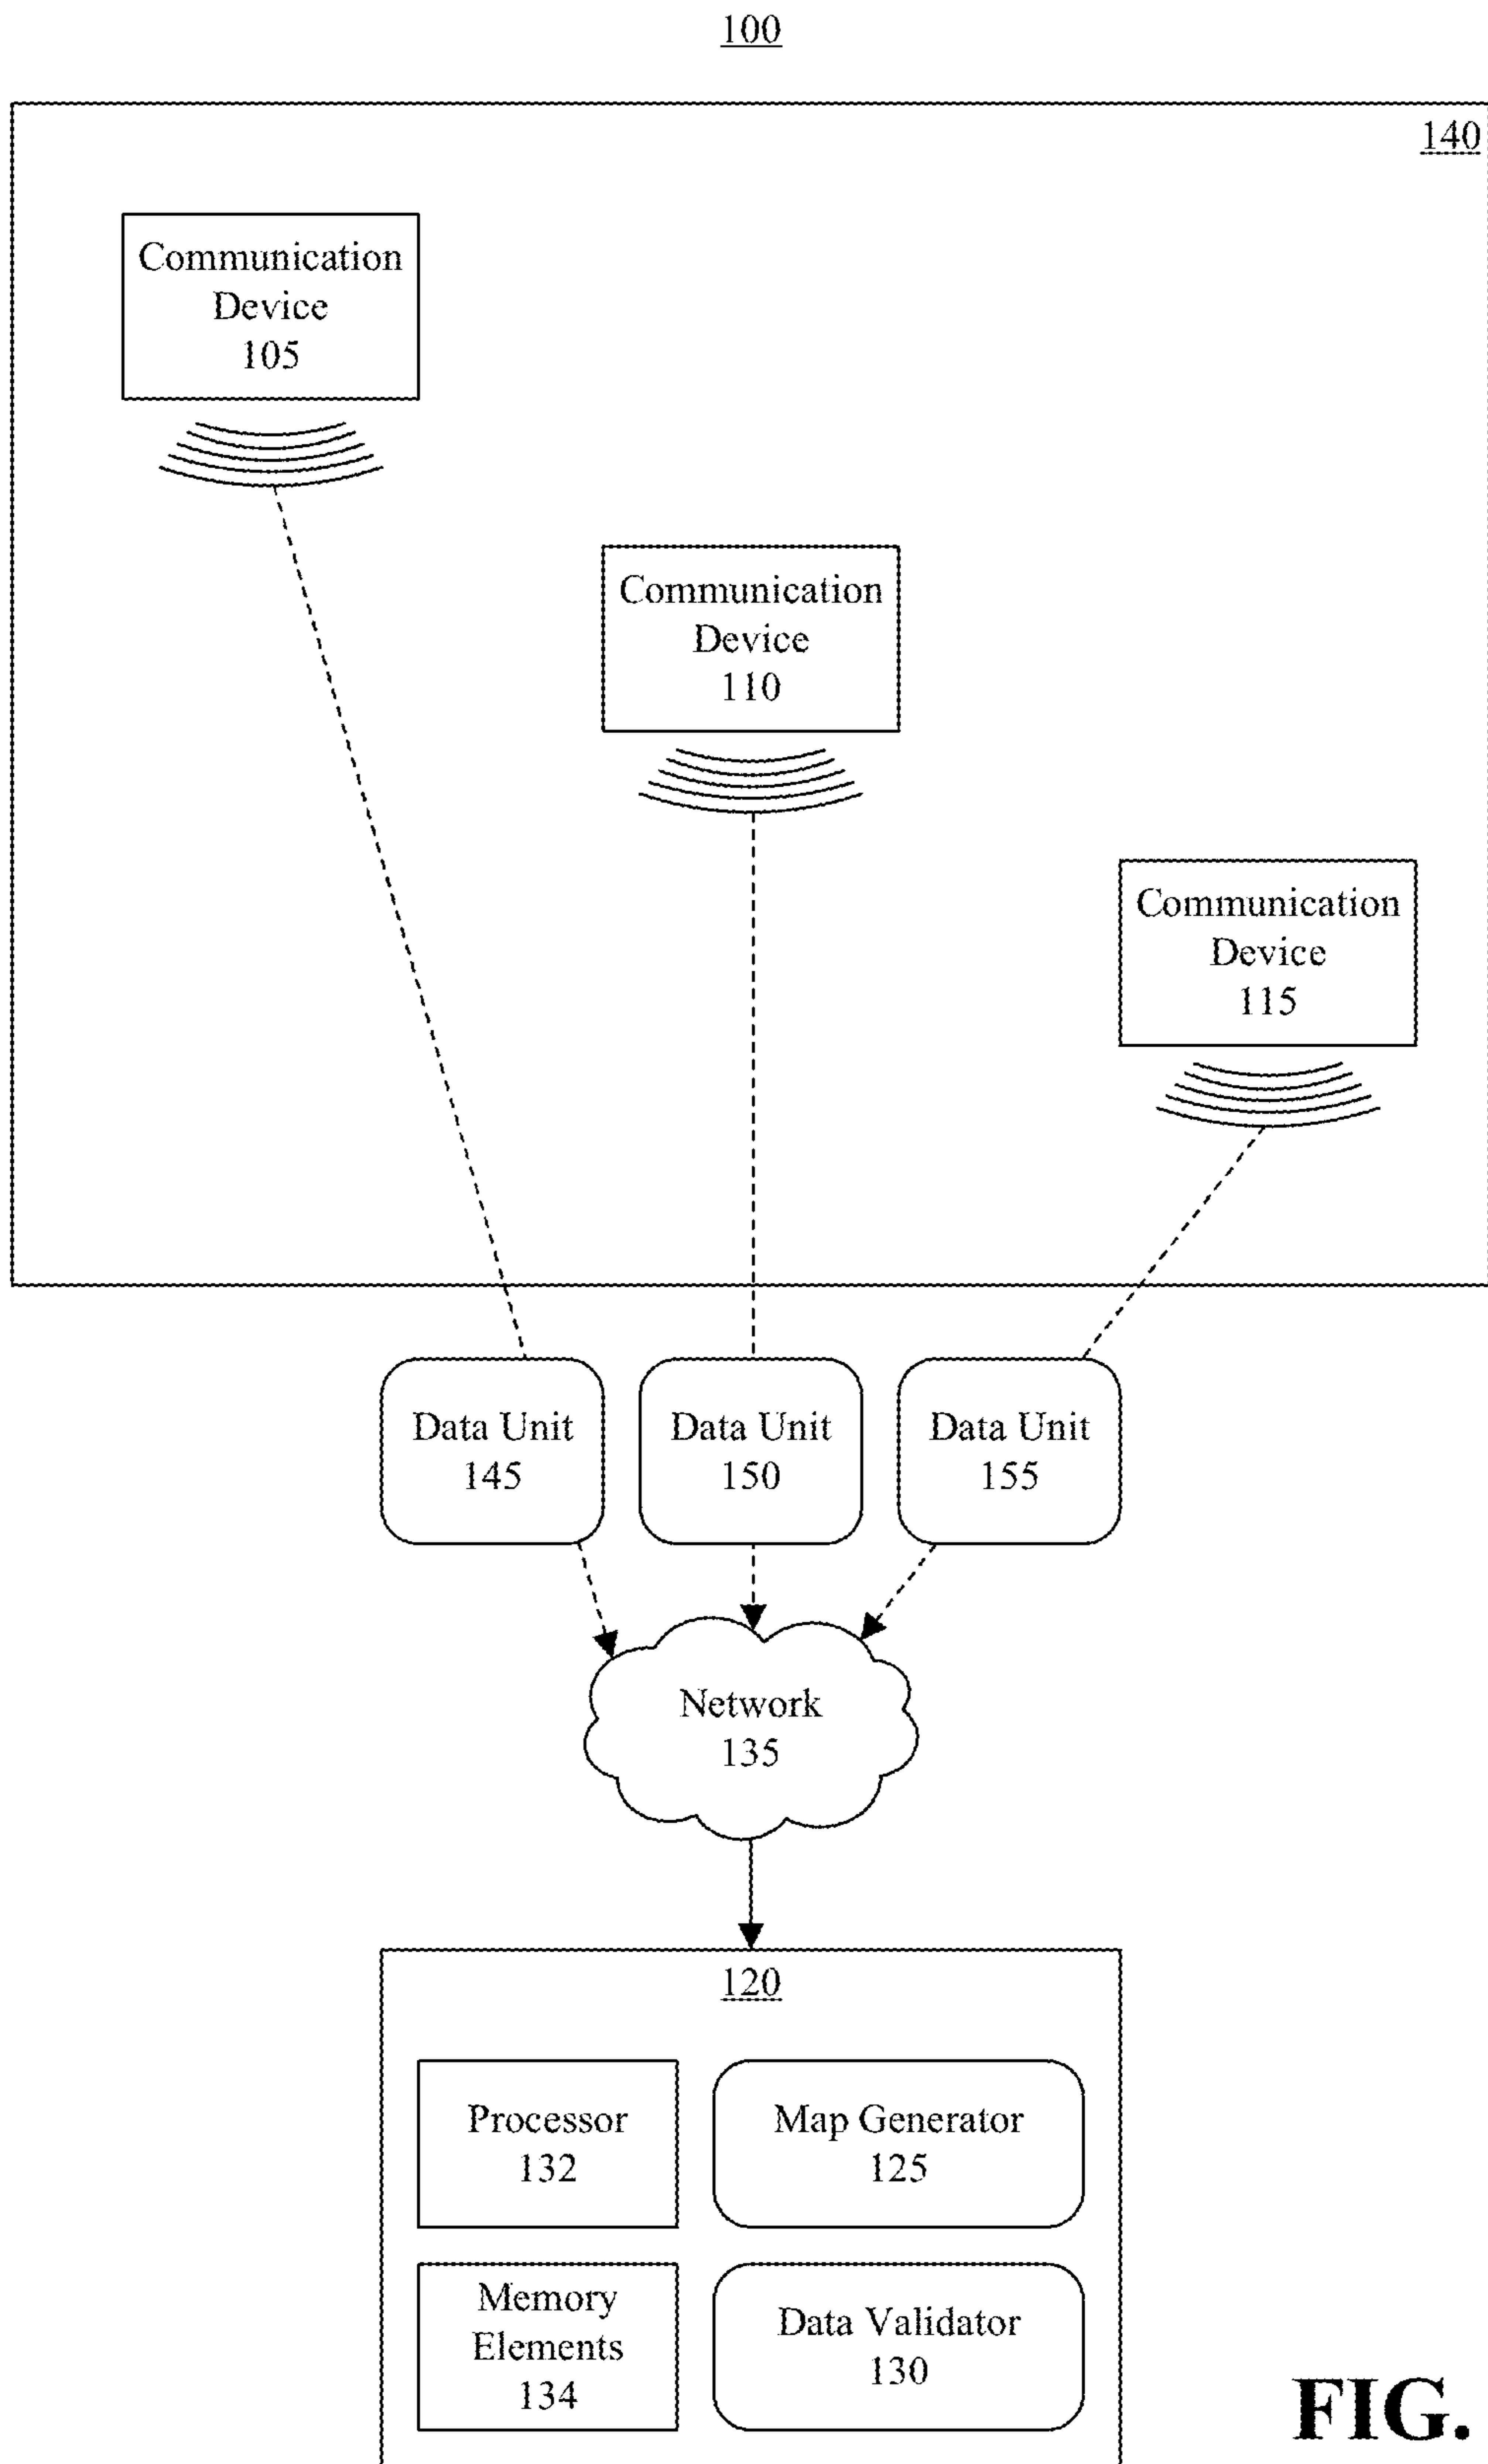 100
140
Communication
Device
105
Communication
Device
110
Communication
Device
115
Data Unit
145
Data Unit
150
Data Unit
155
Network
135
120
Processor
132
Map Generator
125
Memory
Elements
134
Data Validator
130
FIG.